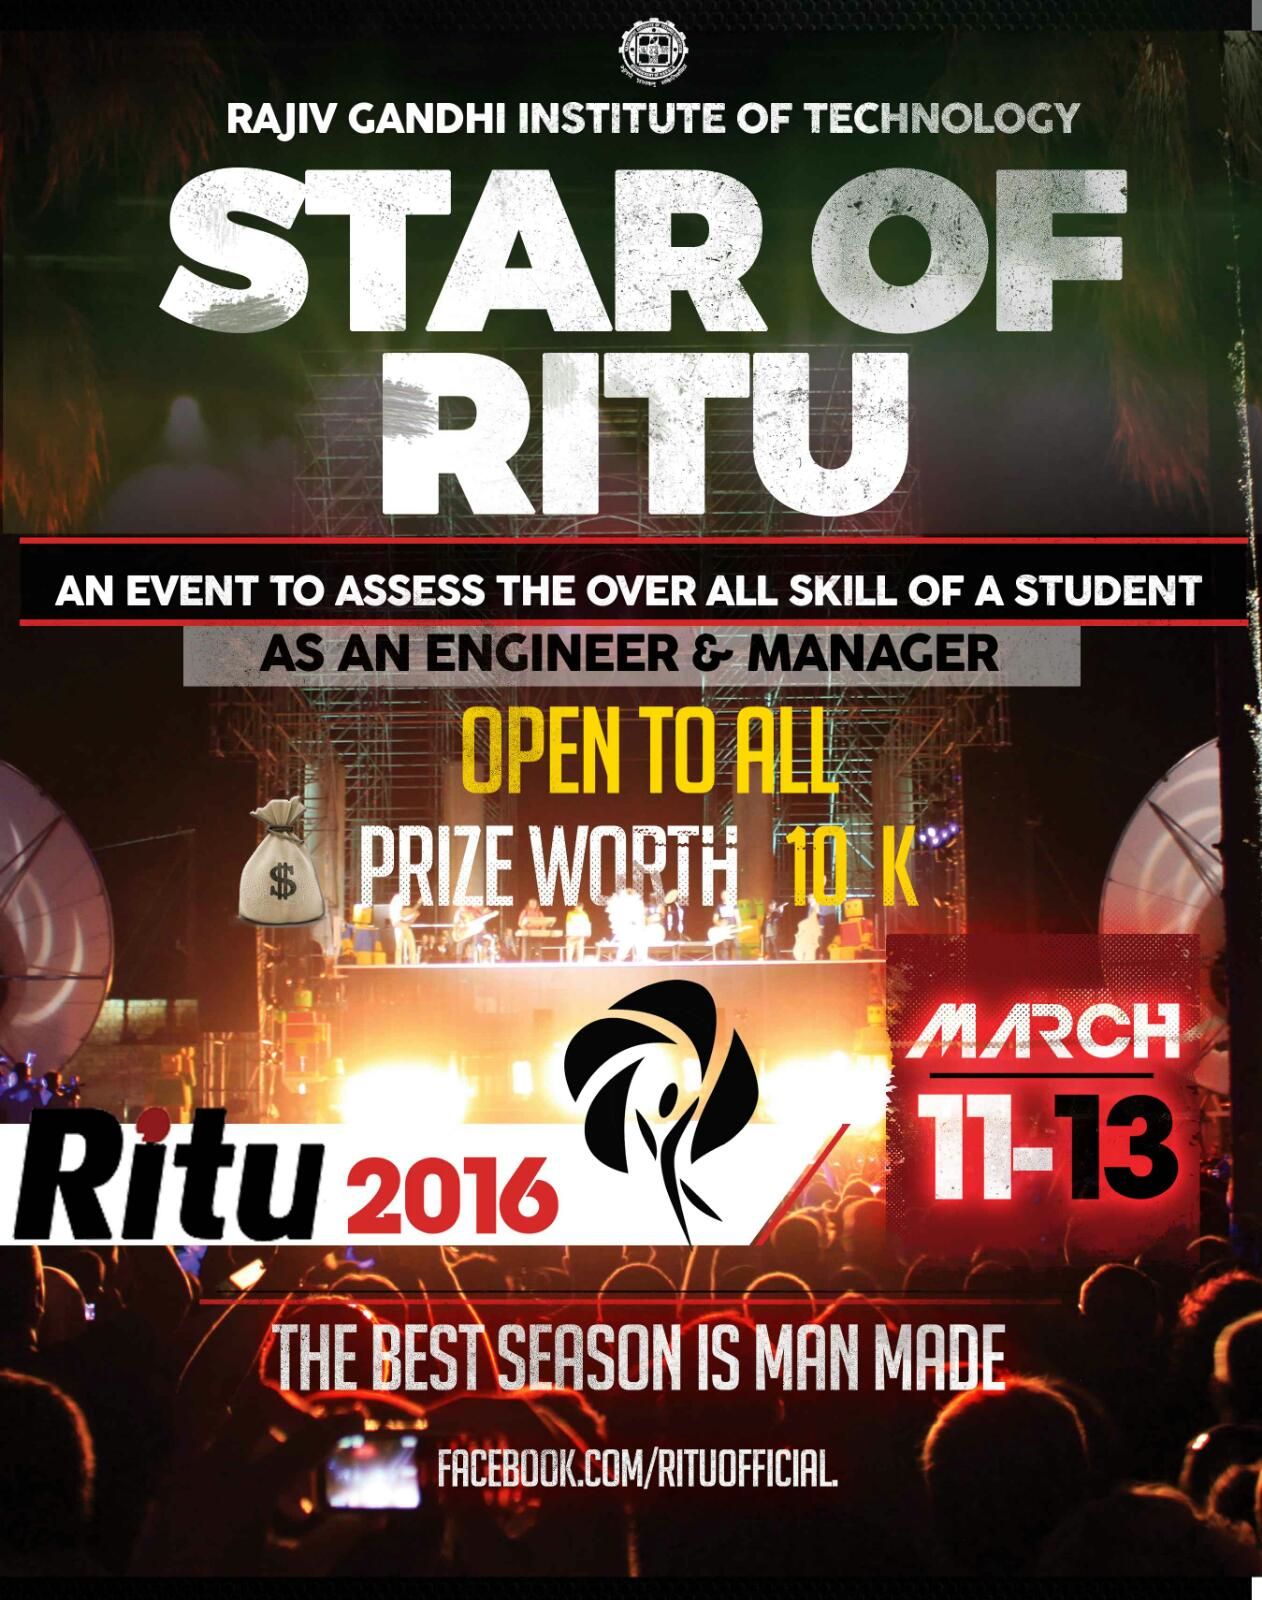 RAJIV GANDHI INSTITUTE OF TECHNOLOGY
STAR OF
RITU
AN EVENT TO ASSESS THE OVER ALL SKILL OF A STUDENT
AS AN ENGINEER & MANAGER
OPEN TO ALL
$ PRIZE WORTH 10 K
MARCH
11-13
Ritu 2016
THE BEST SEASON IS MAN MADE
FACEBOOK.COM/RITUOFFICIAL.